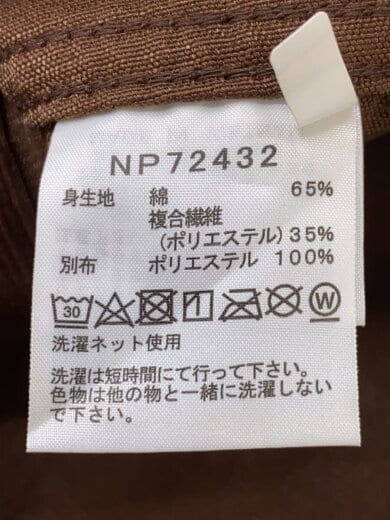 NP72432
身生地 綿 65%
複合繊維
(ポリエステル)35%
別布 ポリエステル 100%
30 W
洗濯ネット使用
洗濯は短時間にて行って下さい。
色物は他の物と一緒に洗濯しない
で下さい。